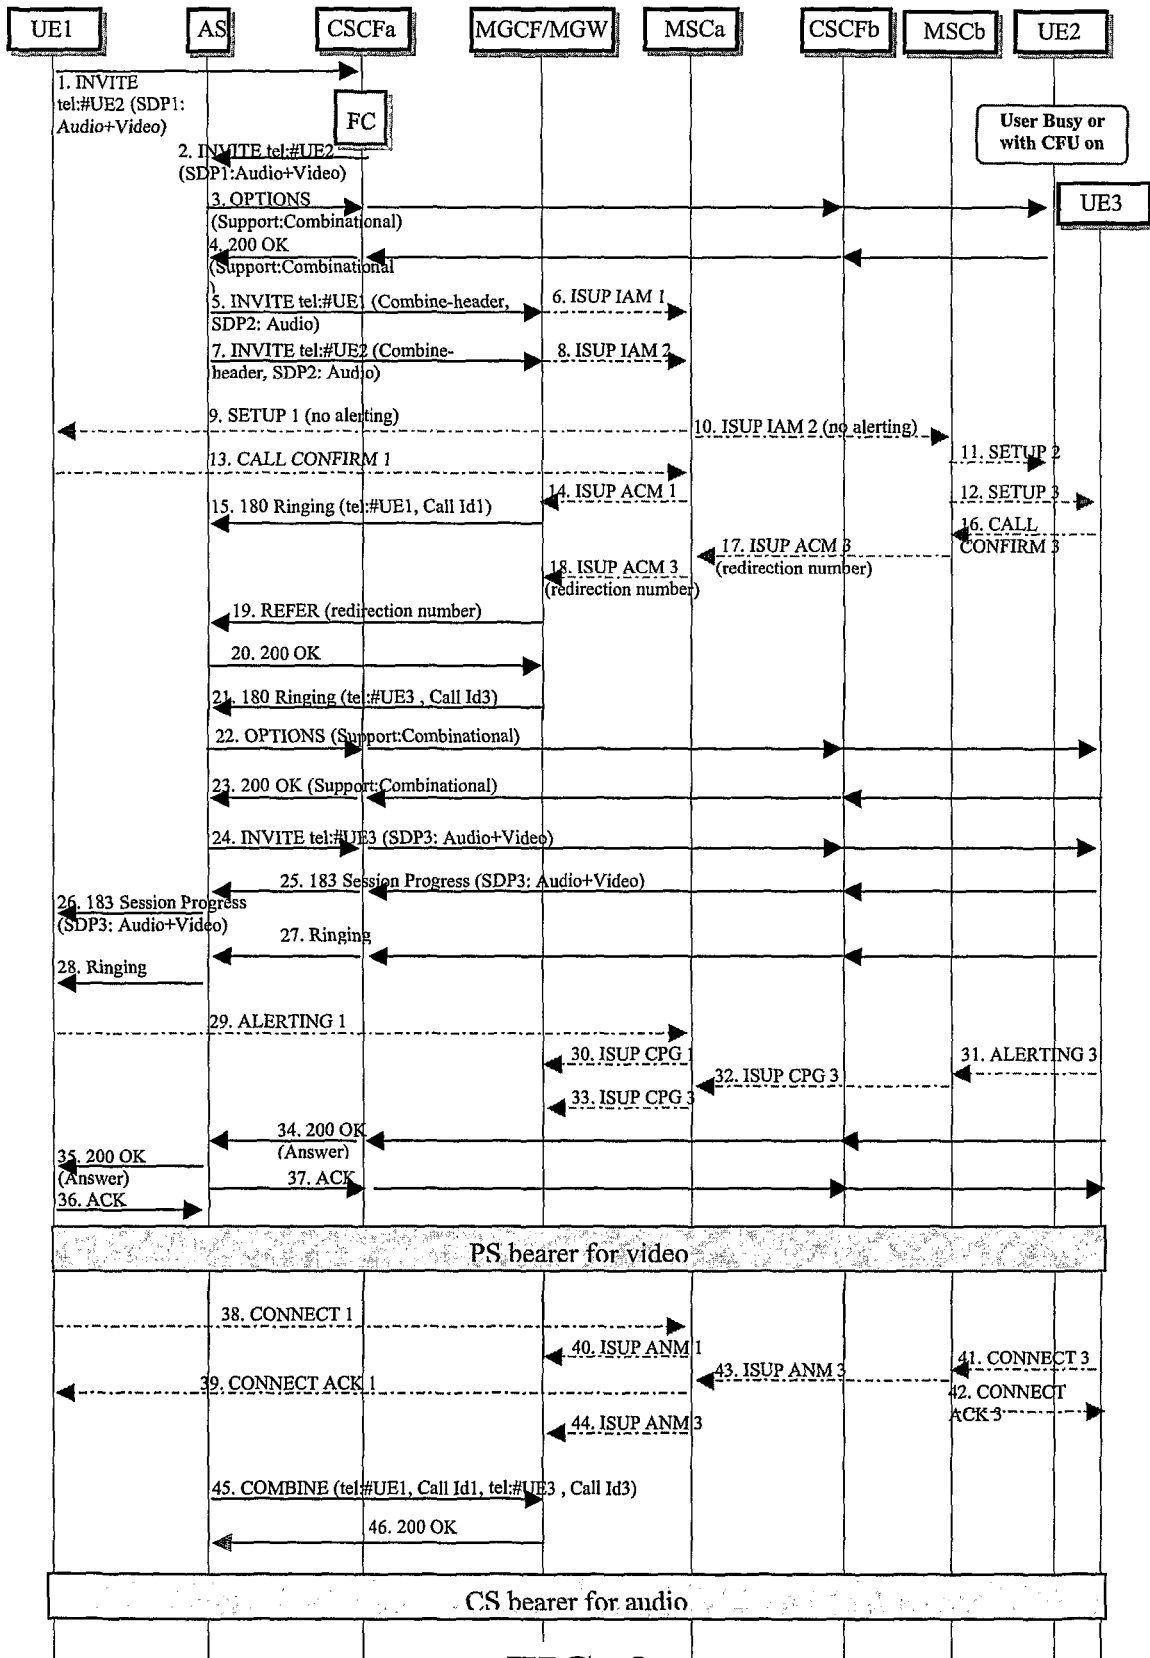 UE1
AS
CSCFa
MGCF/MGW
MSCa
CSCFb
MSCb
UE2
1. INVITE
tel:#UE2 (SDP1:
Audio+Video)
FC
User Busy or
with CFU on
2. INVITE tel:#UE2
(SDP1:Audio+Video)
UE3
3. OPTIONS
(Support:Combinational)
4. 200 OK
(Support:Combinational
)
5. INVITE tel:#UE1 (Combine-header,
SDP2: Audio)
6. ISUP IAM 1
7. INVITE tel:#UE2 (Combine-
header, SDP2: Audio)
8. ISUP IAM 2
9. SETUP 1 (no alerting)
10. ISUP IAM 2 (no alerting)
11. SETUP 2
13. CALL CONFIRM 1
12. SETUP 3
14. ISUP ACM 1
15. 180 Ringing (tel:#UE1, Call Id1)
16. CALL
CONFIRM 3
17. ISUP ACM 3
(redirection number)
18. ISUP ACM 3
(redirection number)
19. REFER (redirection number)
20. 200 OK
21. 180 Ringing (tel:#UE3 , Call Id3)
22. OPTIONS (Support:Combinational)
23. 200 OK (Support:Combinational)
24. INVITE tel:#UE3 (SDP3: Audio+Video)
25. 183 Session Progress (SDP3: Audio+Video)
26. 183 Session Progress
(SDP3: Audio+Video)
27. Ringing
28. Ringing
29. ALERTING 1
30. ISUP CPG 1
31. ALERTING 3
32. ISUP CPG 3
33. ISUP CPG 3
34. 200 OK
(Answer)
35. 200 OK
(Answer)
37. ACK
36. ACK
PS bearer for video
38. CONNECT 1
40. ISUP ANM 1
41. CONNECT 3
43. ISUP ANM 3
39. CONNECT ACK 1
42. CONNECT
ACK 3
44. ISUP ANM 3
45. COMBINE (tel:#UE1, Call Id1, tel:#UE3 , Call Id3)
46. 200 OK
CS bearer for audio